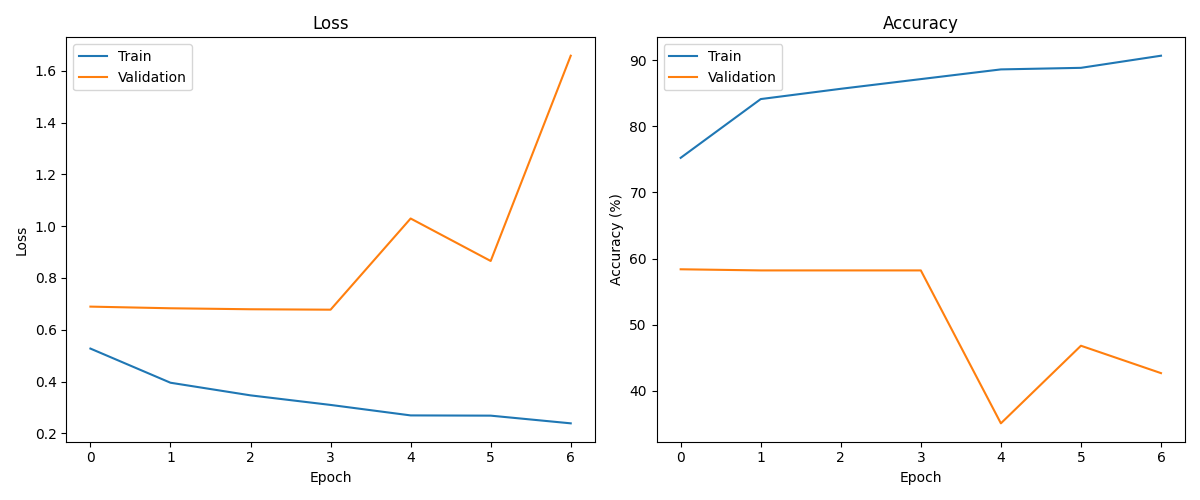 Loss
Train
Validation
1.6
1.4
1.2
1.0
0.8
0.6
0.4
0.2
Loss
0 1 2 3 4 5 6
Epoch
Accuracy
Train
Validation
90
80
70
60
50
40
Accuracy (%)
0 1 2 3 4 5 6
Epoch